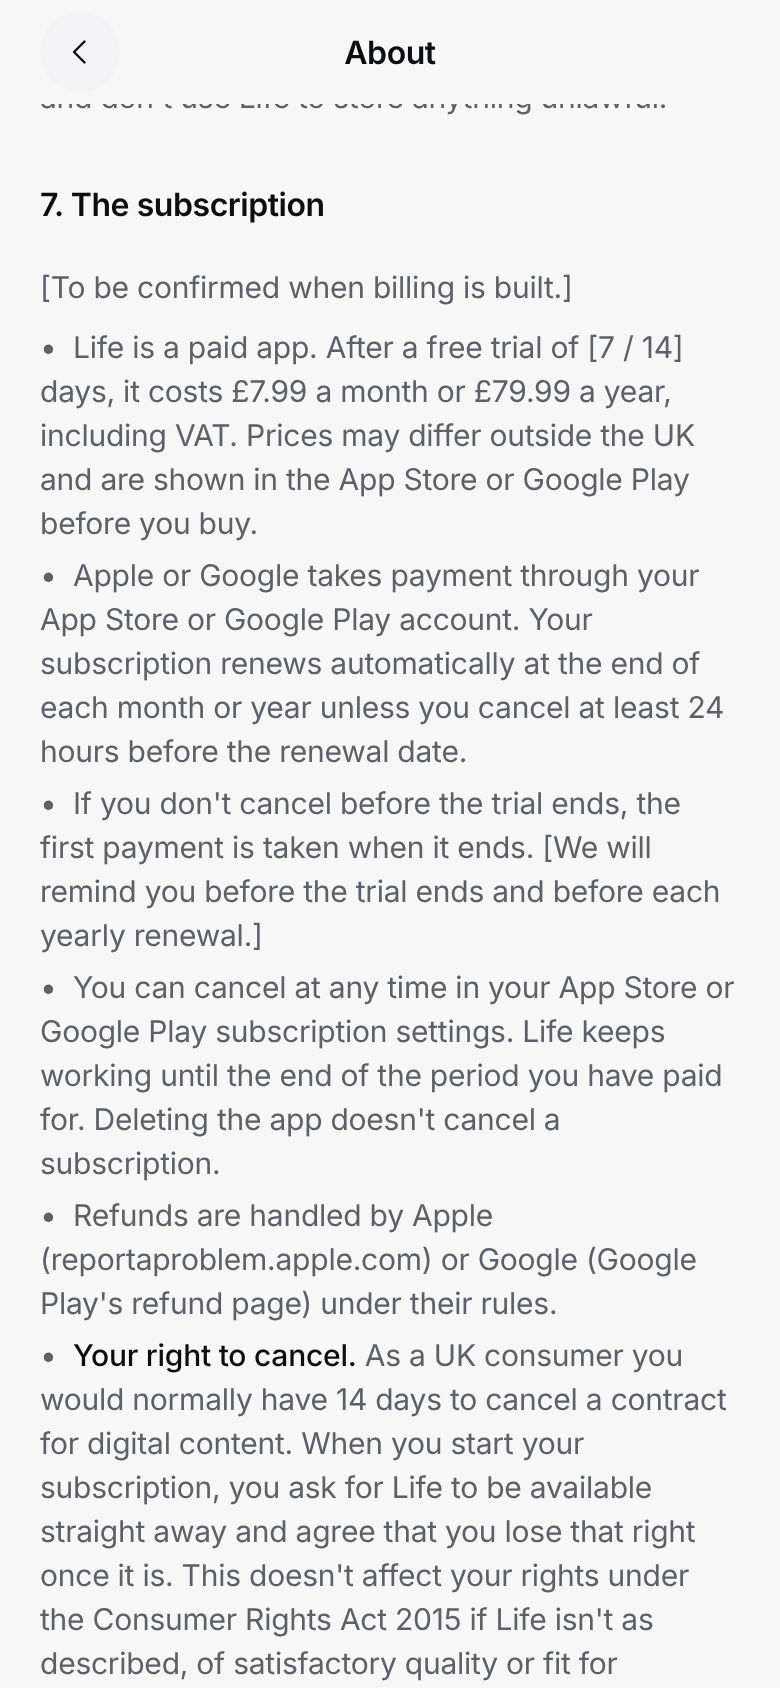 About
and don't use Life to store anything unlawful.
7. The subscription
[To be confirmed when billing is built.]
• Life is a paid app. After a free trial of [7 / 14]
days, it costs £7.99 a month or £79.99 a year,
including VAT. Prices may differ outside the UK
and are shown in the App Store or Google Play
before you buy.
• Apple or Google takes payment through your
App Store or Google Play account. Your
subscription renews automatically at the end of
each month or year unless you cancel at least 24
hours before the renewal date.
• If you don't cancel before the trial ends, the
first payment is taken when it ends. [We will
remind you before the trial ends and before each
yearly renewal.]
• You can cancel at any time in your App Store or
Google Play subscription settings. Life keeps
working until the end of the period you have paid
for. Deleting the app doesn't cancel a
subscription.
• Refunds are handled by Apple
(reportaproblem.apple.com) or Google (Google
Play's refund page) under their rules.
• Your right to cancel. As a UK consumer you
would normally have 14 days to cancel a contract
for digital content. When you start your
subscription, you ask for Life to be available
straight away and agree that you lose that right
once it is. This doesn't affect your rights under
the Consumer Rights Act 2015 if Life isn't as
described, of satisfactory quality or fit for